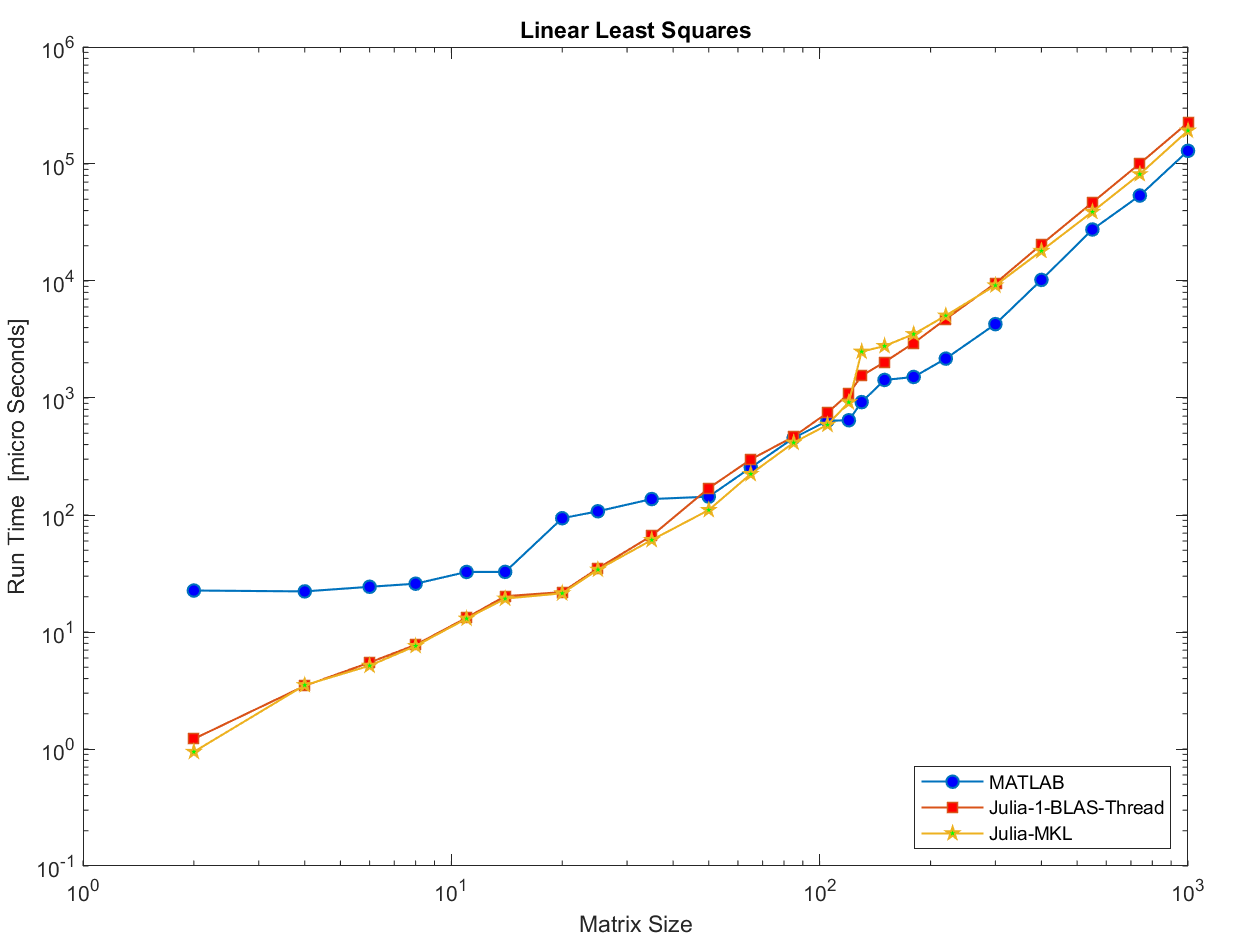 Linear Least Squares
10^6
10^5
10^4
10^3
10^2
10^1
10^0
10^-1
Run Time  [micro Seconds]
MATLAB
Julia-1-BLAS-Thread
Julia-MKL
10^0 10^1 10^2 10^3
Matrix Size